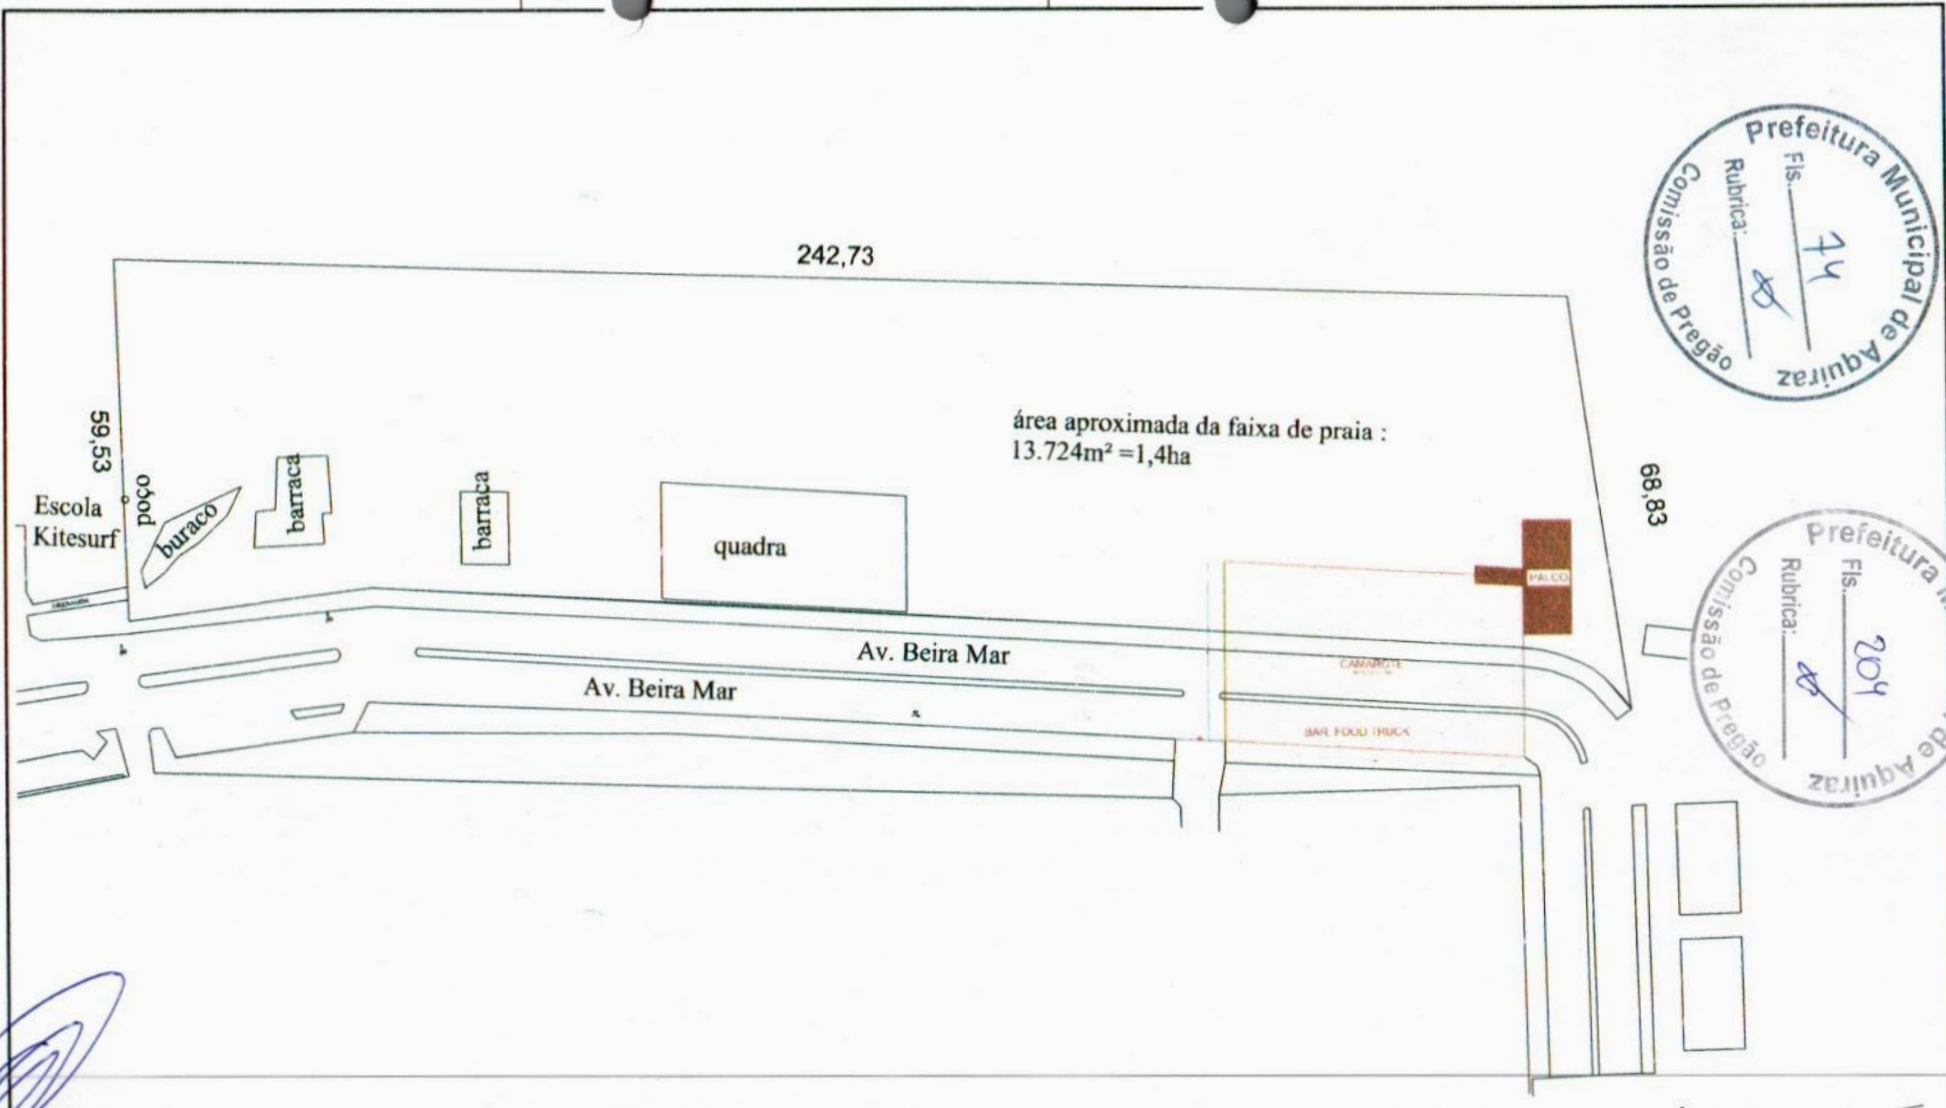 242,73
59,53
68,83
área aproximada da faixa de praia :
13.724m² =1,4ha
Escola
Kitesurf
poço
buraco
barraca
barraca
quadra
PALCO
Av. Beira Mar
Av. Beira Mar
CAMAROTE
BAR FOOD TRUCK
Prefeitura Municipal de Aquiraz
Fls. 74
Rubrica:
Comissão de Pregão
Prefeitura
de Aquiraz
Fls. 209
Rubrica:
Comissão de Pregão